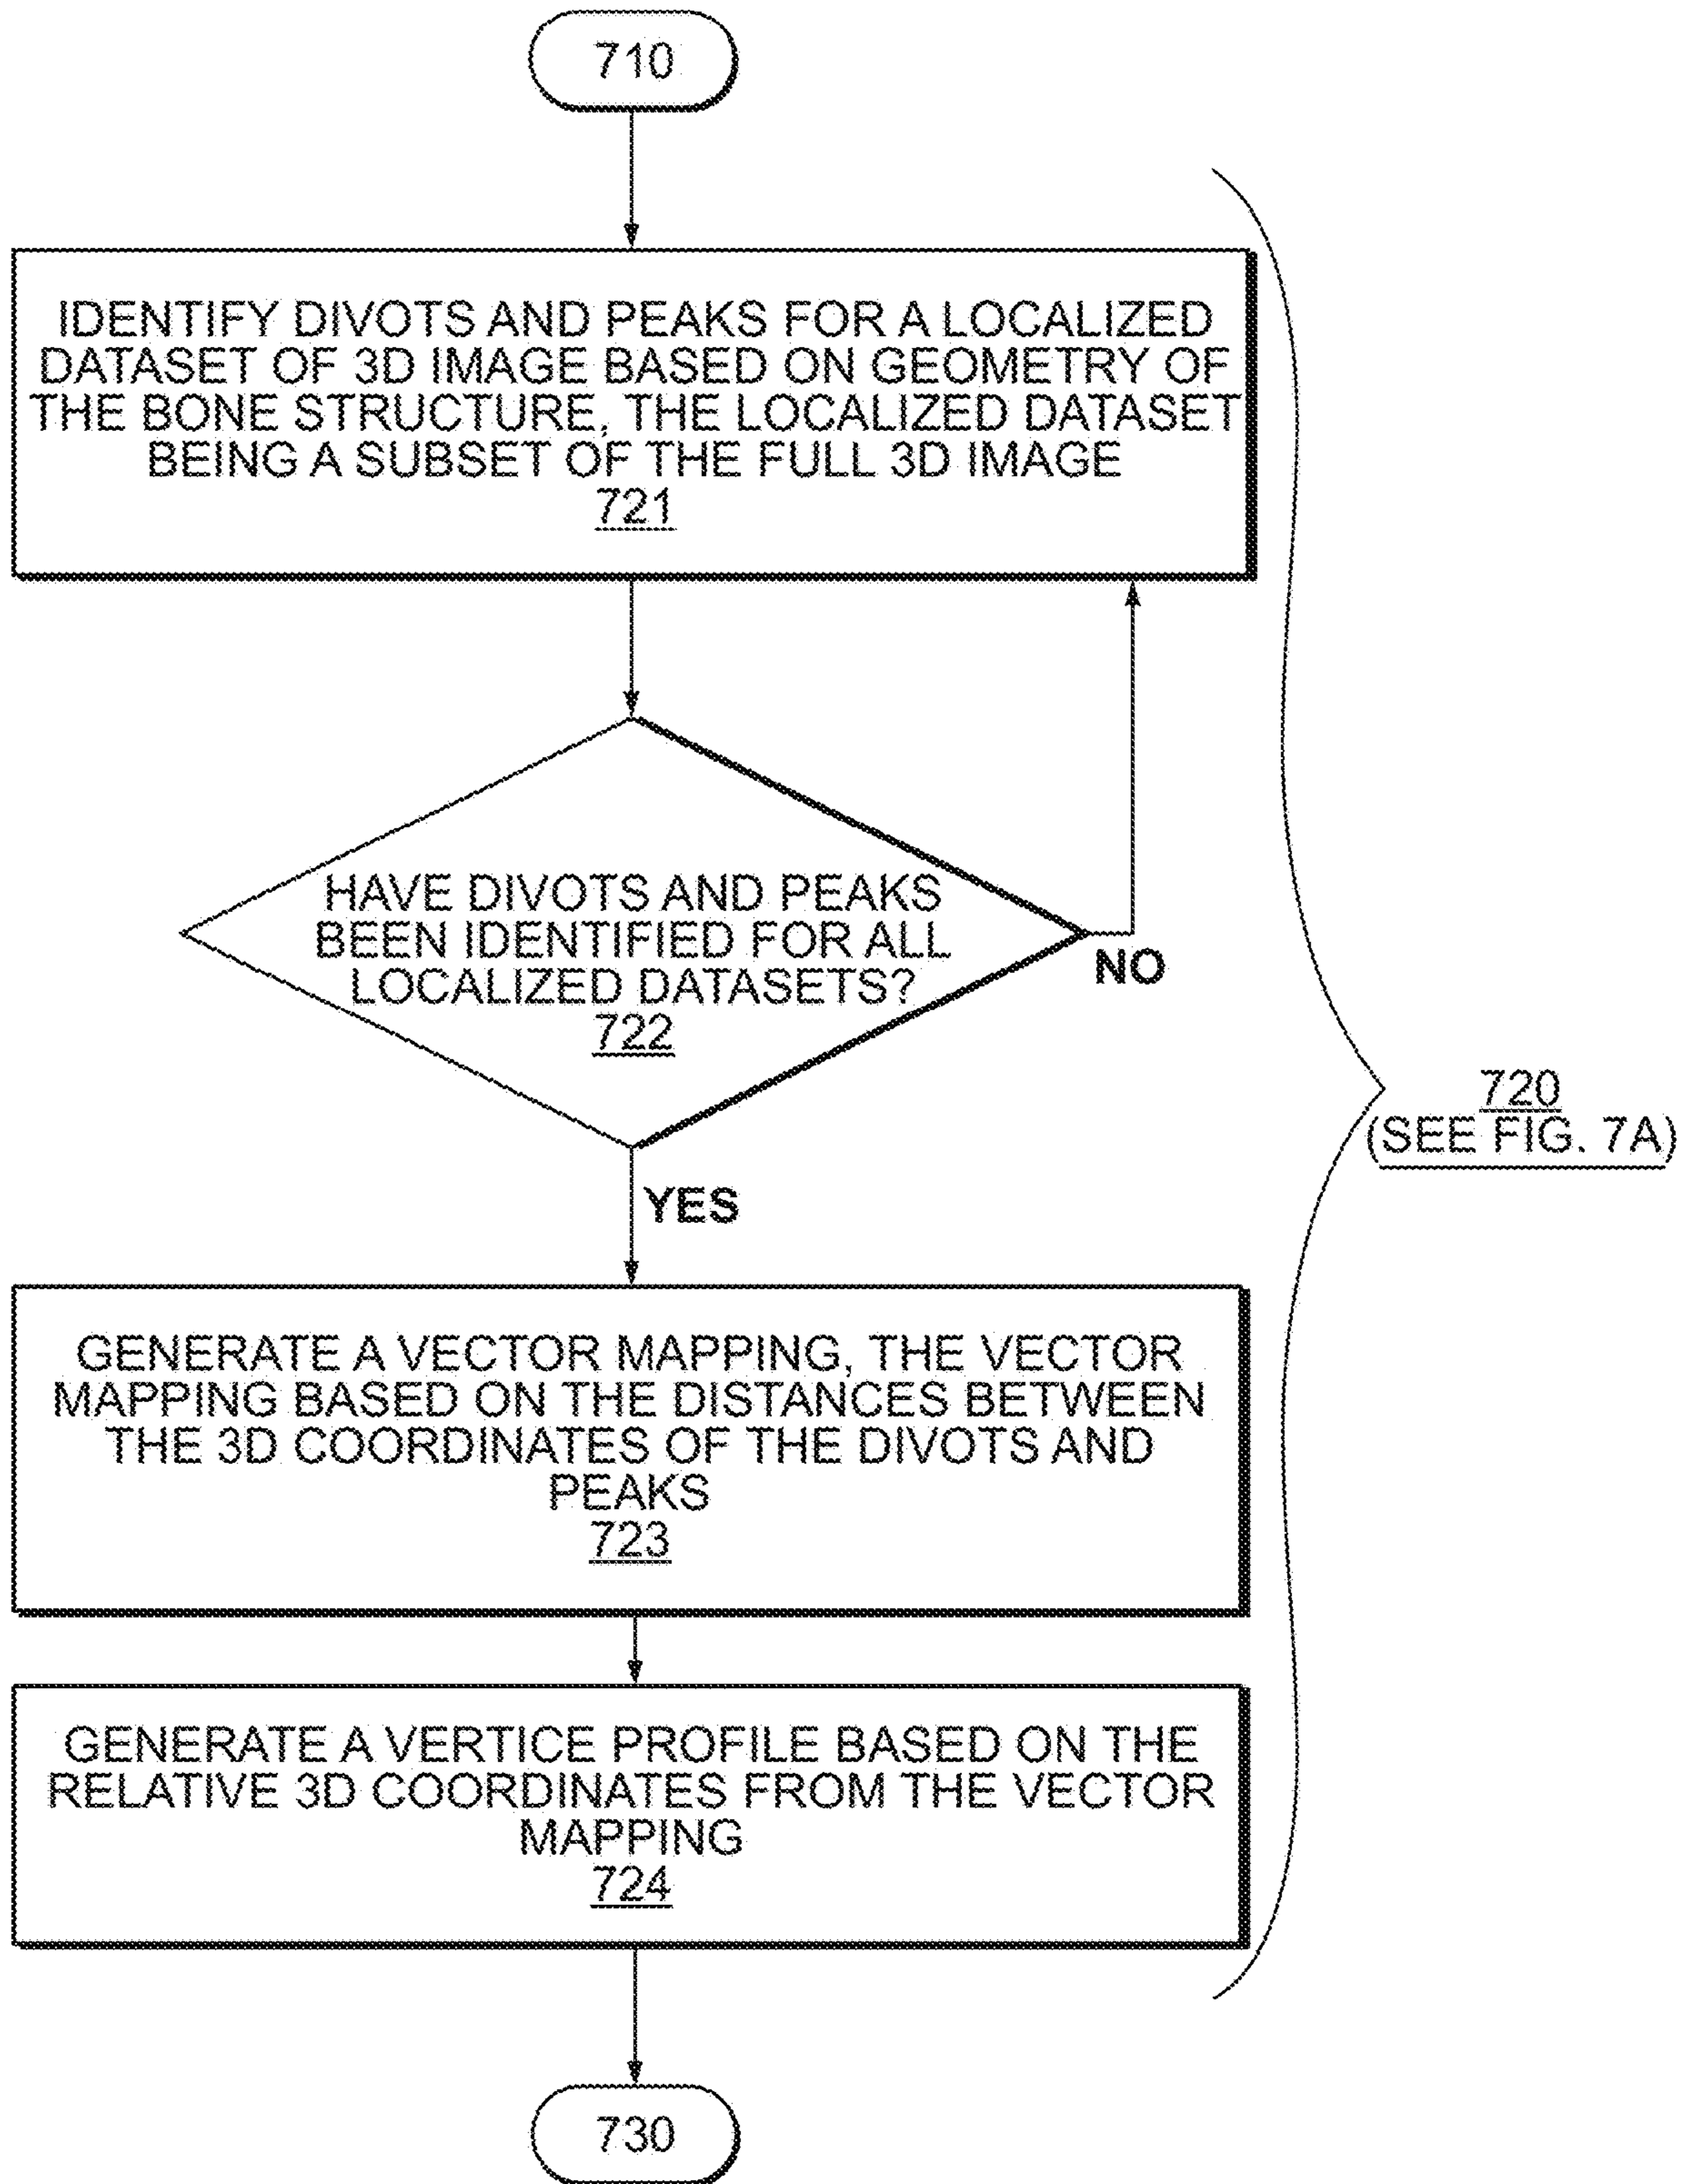 710
IDENTIFY DIVOTS AND PEAKS FOR A LOCALIZED
DATASET OF 3D IMAGE BASED ON GEOMETRY OF
THE BONE STRUCTURE, THE LOCALIZED DATASET
BEING A SUBSET OF THE FULL 3D IMAGE
721
HAVE DIVOTS AND PEAKS
BEEN IDENTIFIED FOR ALL
LOCALIZED DATASETS?
722
NO
720
(SEE FIG. 7A)
YES
GENERATE A VECTOR MAPPING, THE VECTOR
MAPPING BASED ON THE DISTANCES BETWEEN
THE 3D COORDINATES OF THE DIVOTS AND
PEAKS
723
GENERATE A VERTICE PROFILE BASED ON THE
RELATIVE 3D COORDINATES FROM THE VECTOR
MAPPING
724
730